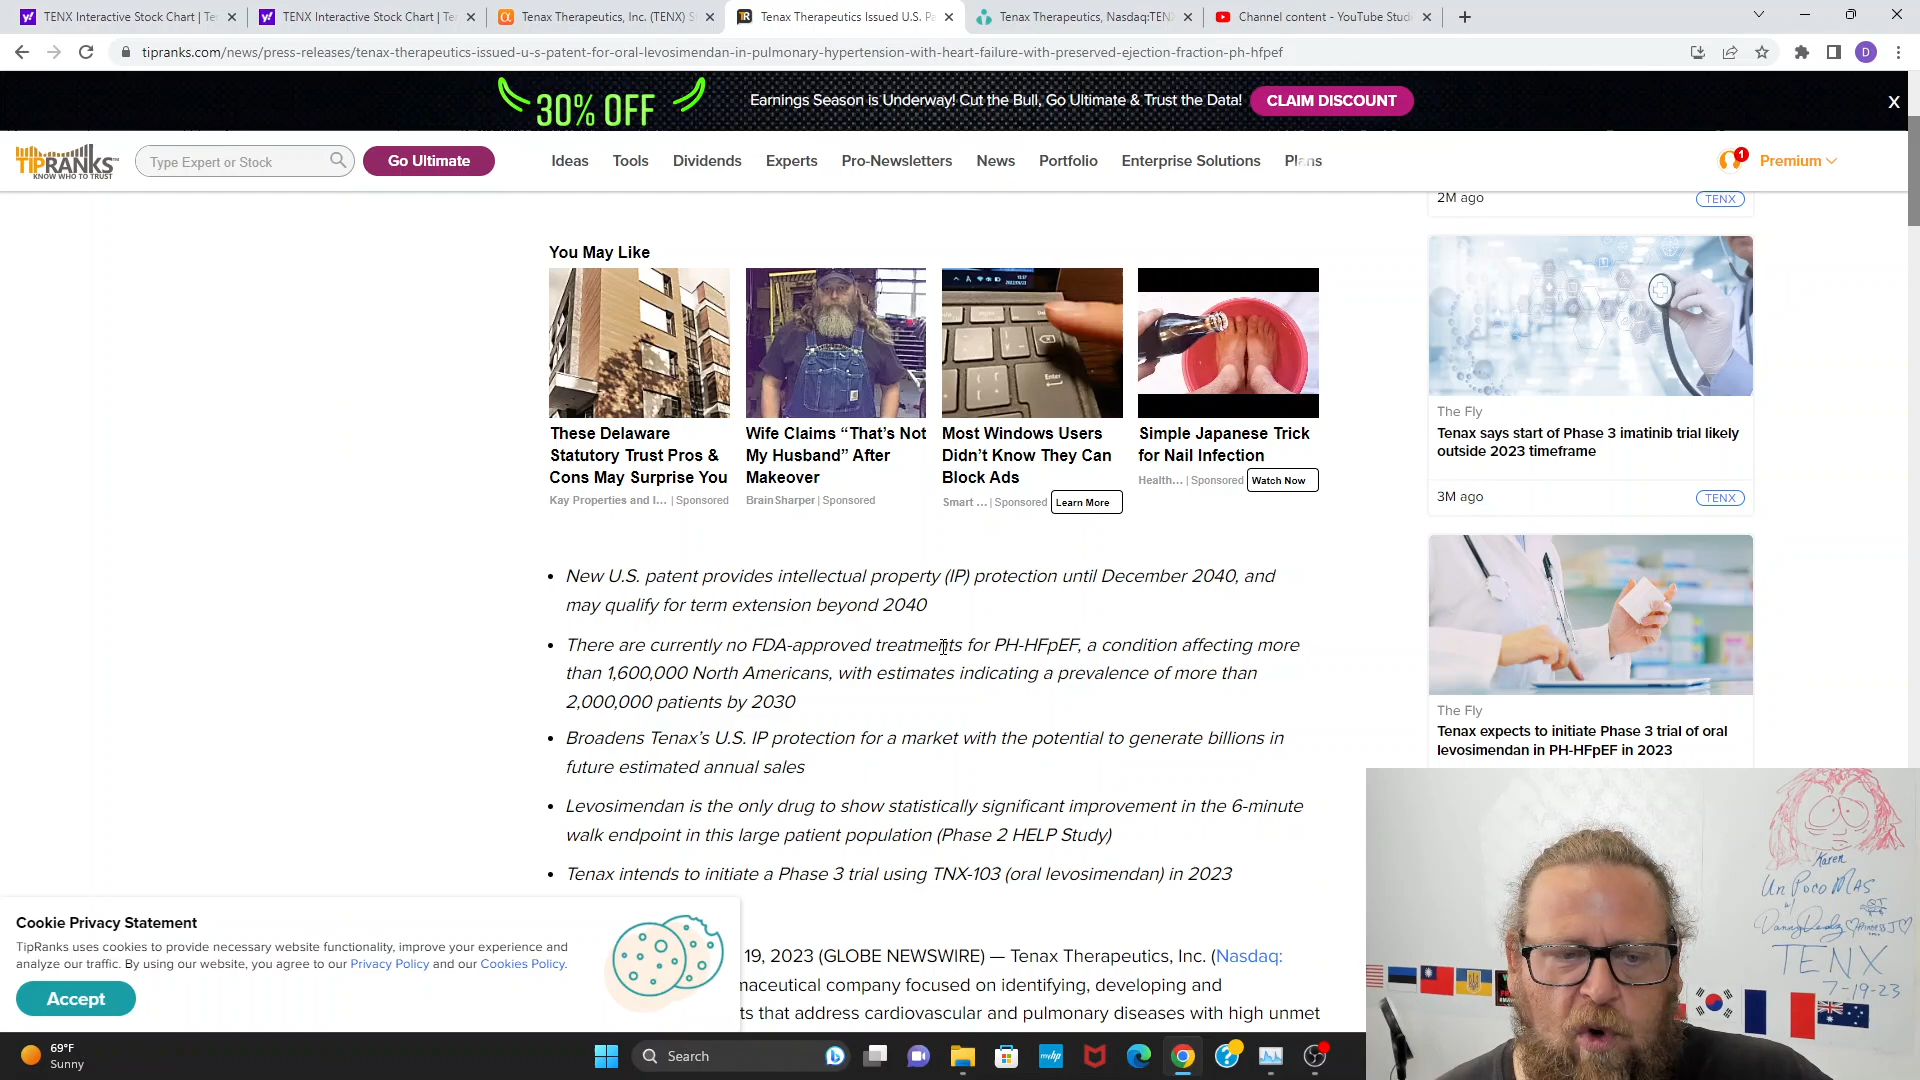 TENX Interactive Stock Chart | Te
TENX Interactive Stock Chart | Te
Tenax Therapeutics, Inc. (TENX) S
Tenax Therapeutics Issued U.S. Pa
Tenax Therapeutics, Nasdaq:TENX
Channel content - YouTube Studi
tipranks.com/news/press-releases/tenax-therapeutics-issued-u-s-patent-for-oral-levosimendan-in-pulmonary-hypertension-with-heart-failure-with-preserved-ejection-fraction-ph-hfpef
D
30% OFF
Earnings Season is Underway! Cut the Bull, Go Ultimate & Trust the Data!
CLAIM DISCOUNT
X
TIPRANKS
KNOW WHO TO TRUST
Type Expert or Stock
Go Ultimate
Ideas
Tools
Dividends
Experts
Pro-Newsletters
News
Portfolio
Enterprise Solutions
Plans
1
Premium
2M ago
TENX
You May Like
These Delaware
Statutory Trust Pros &
Cons May Surprise You
Kay Properties and I... | Sponsored
Wife Claims “That’s Not
My Husband” After
Makeover
BrainSharper | Sponsored
Most Windows Users
Didn’t Know They Can
Block Ads
Smart ... | Sponsored
Learn More
Simple Japanese Trick
for Nail Infection
Health... | Sponsored
Watch Now
The Fly
Tenax says start of Phase 3 imatinib trial likely
outside 2023 timeframe
3M ago
TENX
The Fly
Tenax expects to initiate Phase 3 trial of oral
levosimendan in PH-HFpEF in 2023
• New U.S. patent provides intellectual property (IP) protection until December 2040, and
may qualify for term extension beyond 2040
• There are currently no FDA-approved treatments for PH-HFpEF, a condition affecting more
than 1,600,000 North Americans, with estimates indicating a prevalence of more than
2,000,000 patients by 2030
• Broadens Tenax’s U.S. IP protection for a market with the potential to generate billions in
future estimated annual sales
• Levosimendan is the only drug to show statistically significant improvement in the 6-minute
walk endpoint in this large patient population (Phase 2 HELP Study)
• Tenax intends to initiate a Phase 3 trial using TNX-103 (oral levosimendan) in 2023
19, 2023 (GLOBE NEWSWIRE) — Tenax Therapeutics, Inc. (Nasdaq:
naceutical company focused on identifying, developing and
ts that address cardiovascular and pulmonary diseases with high unmet
Cookie Privacy Statement
TipRanks uses cookies to provide necessary website functionality, improve your experience and
analyze our traffic. By using our website, you agree to our Privacy Policy and our Cookies Policy.
Accept
Karen
Un Poco Mas
w/
TENX
7-19-23
69°F
Sunny
Search
myhp